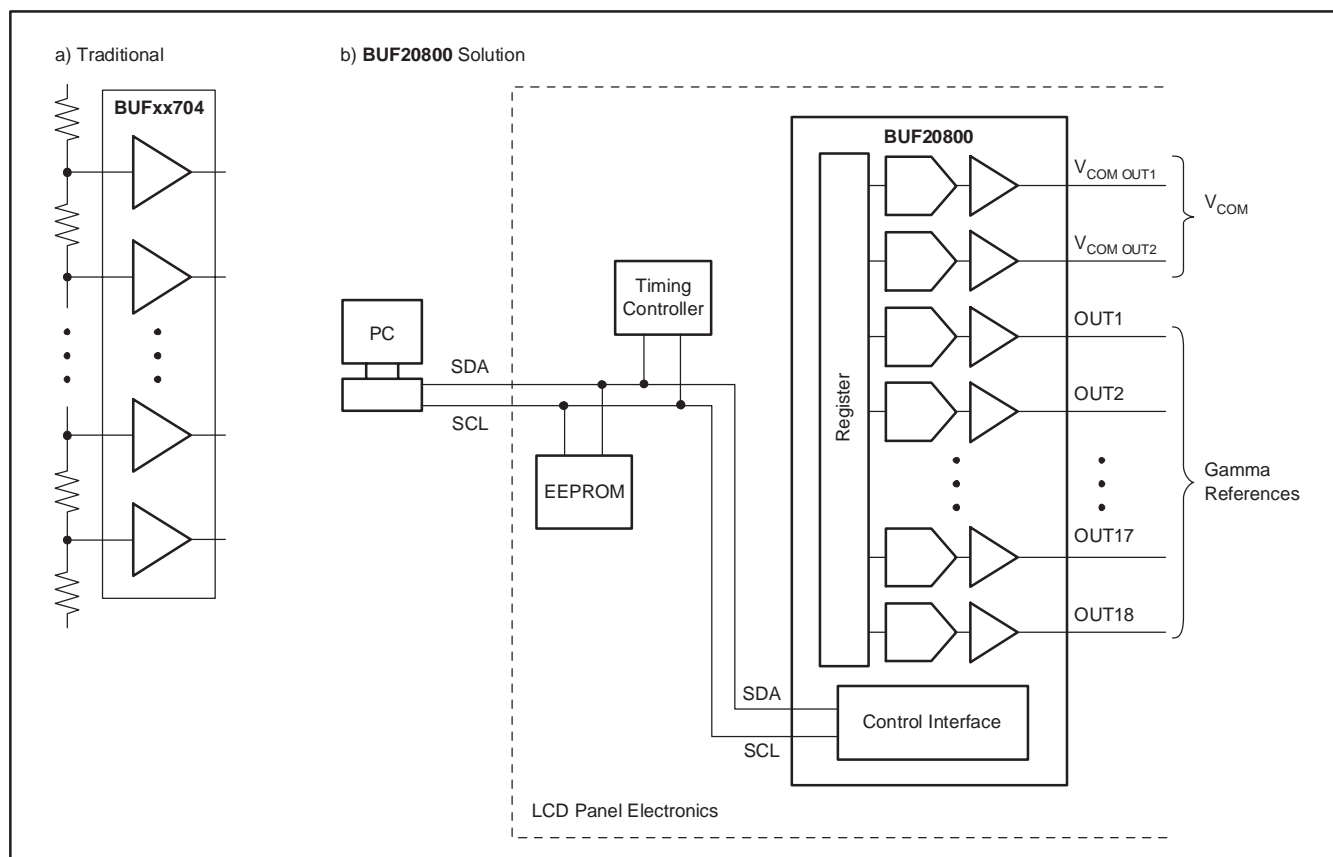 a) Traditional
BUFxx704
b) BUF20800 Solution
BUF20800
Register
V_COM OUT1
V_COM OUT2
V_COM
OUT1
OUT2
OUT17
OUT18
Gamma
References
Timing
Controller
PC
SDA
SCL
EEPROM
SDA
SCL
Control Interface
LCD Panel Electronics